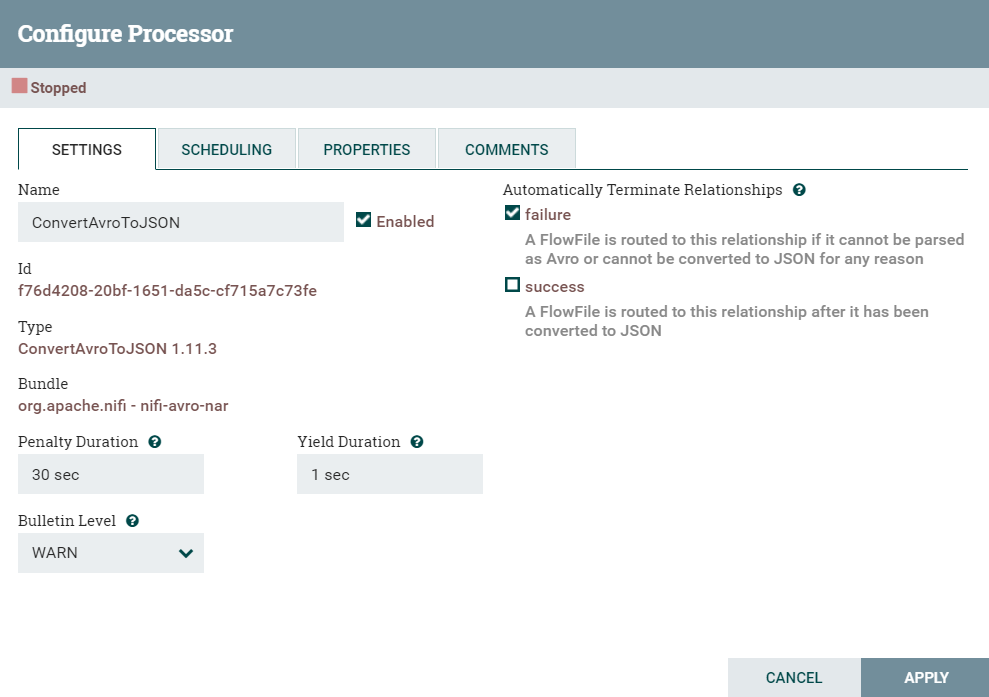 Configure Processor
Stopped
SETTINGS
SCHEDULING
PROPERTIES
COMMENTS
Name
ConvertAvroToJSON
Enabled
Id
f76d4208-20bf-1651-da5c-cf715a7c73fe
Type
ConvertAvroToJSON 1.11.3
Bundle
org.apache.nifi - nifi-avro-nar
Penalty Duration
30 sec
Yield Duration
1 sec
Bulletin Level
WARN
Automatically Terminate Relationships
failure
A FlowFile is routed to this relationship if it cannot be parsed
as Avro or cannot be converted to JSON for any reason
success
A FlowFile is routed to this relationship after it has been
converted to JSON
CANCEL
APPLY